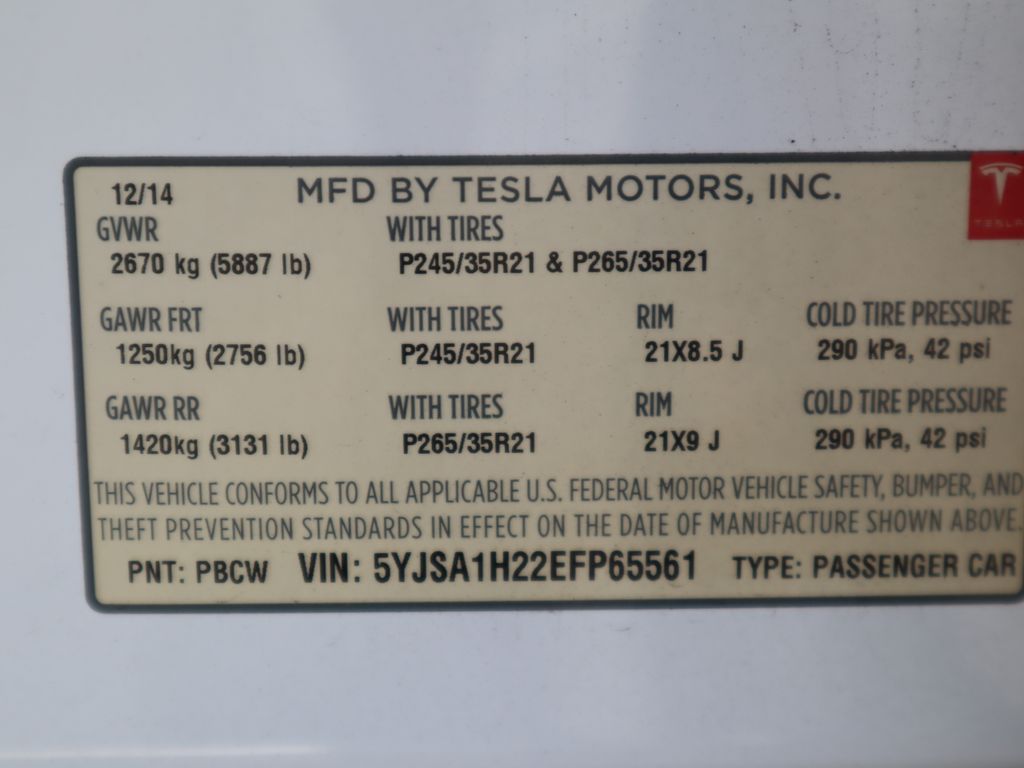 12/14 MFD BY TESLA MOTORS, INC.
TESLA
GVWR WITH TIRES
2670 kg (5887 lb) P245/35R21 & P265/35R21
GAWR FRT WITH TIRES RIM COLD TIRE PRESSURE
1250kg (2756 lb) P245/35R21 21X8.5 J 290 kPa, 42 psi
GAWR RR WITH TIRES RIM COLD TIRE PRESSURE
1420kg (3131 lb) P265/35R21 21X9 J 290 kPa, 42 psi
THIS VEHICLE CONFORMS TO ALL APPLICABLE U.S. FEDERAL MOTOR VEHICLE SAFETY, BUMPER, AND
THEFT PREVENTION STANDARDS IN EFFECT ON THE DATE OF MANUFACTURE SHOWN ABOVE.
PNT: PBCW VIN: 5YJSA1H22EFP65561 TYPE: PASSENGER CAR